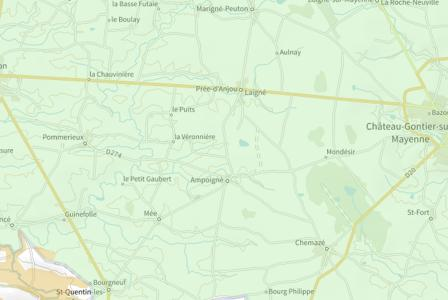 la Basse Futaie
Marigné-Peuton
La Roche-Neuville
le Boulay
Aulnay
la Chauvinière
Prée-d'Anjou
Laigné
le Puits
Bazo
Château-Gontier-su
Mayenne
Pommerieux
la Véronnière
D274
Mondésir
D20
le Petit Gaubert
Ampoigné
Guinefolle
Mée
St-Fort
Chemazé
Bourgneuf
St-Quentin-les-
Bourg Philippe